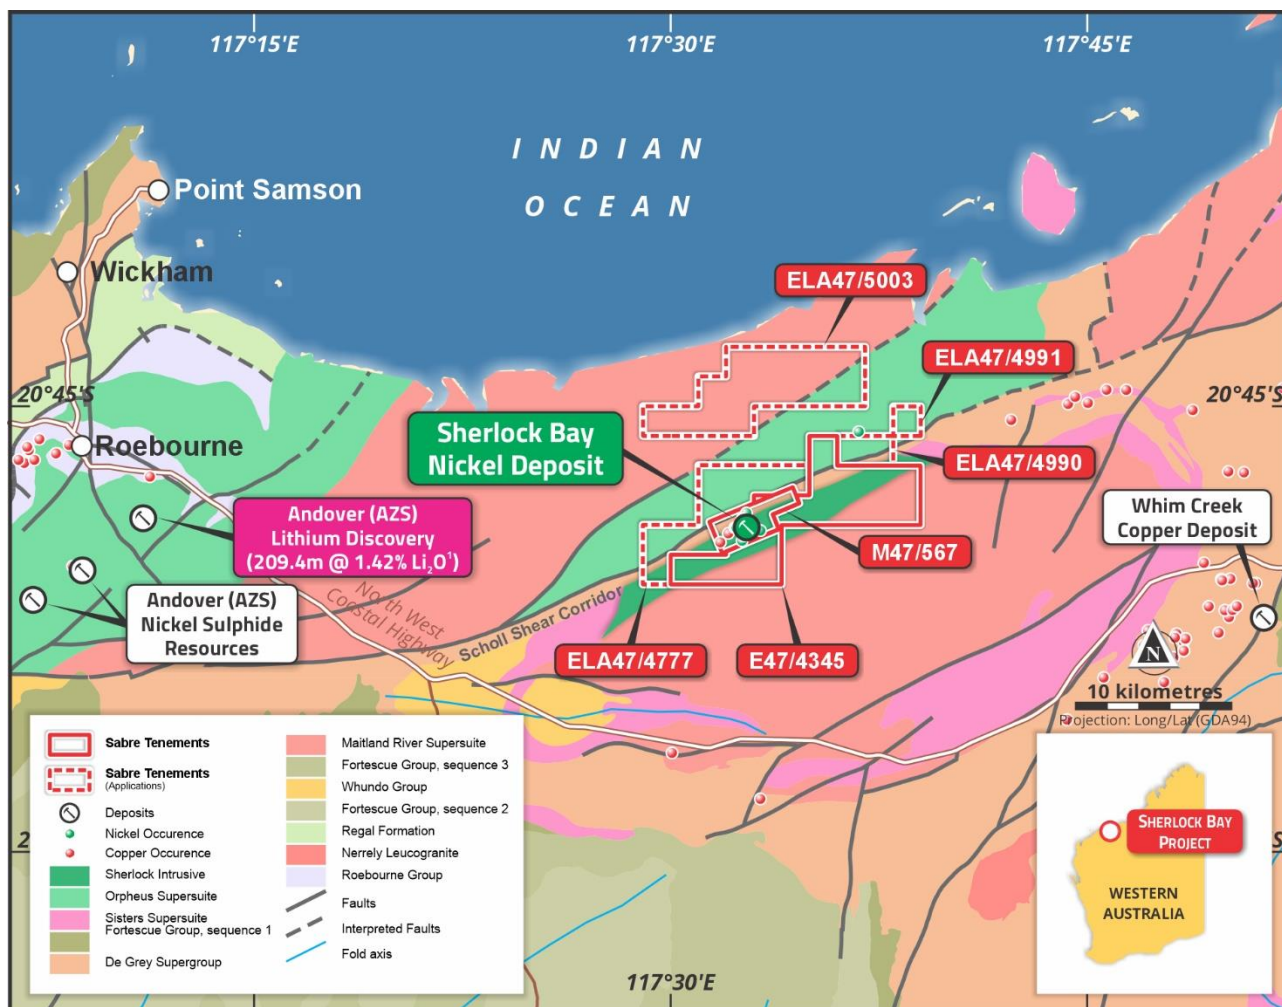 117°15'E
117°30'E
117°45'E
INDIAN
OCEAN
Point Samson
Wickham
ELA47/5003
ELA47/4991
20°45'S
20°45'S
Sherlock Bay
Nickel Deposit
Roebourne
ELA47/4990
Whim Creek
Copper Deposit
Andover (AZS)
Lithium Discovery
(209.4m @ 1.42% Li₂O¹)
M47/567
Andover (AZS)
Nickel Sulphide
Resources
North West
Coastal Highway
Scholl Shear Corridor
ELA47/4777
E47/4345
N
10 kilometres
Projection: Long/Lat (GDA94)
Sabre Tenements
Sabre Tenements
(Applications)
Deposits
Nickel Occurence
Copper Occurence
Sherlock Intrusive
Orpheus Supersuite
Sisters Supersuite
Fortescue Group, sequence 1
De Grey Supergroup
Maitland River Supersuite
Fortescue Group, sequence 3
Whundo Group
Fortescue Group, sequence 2
Regal Formation
Nerrely Leucogranite
Roebourne Group
Faults
Interpreted Faults
Fold axis
117°30'E
SHERLOCK BAY
PROJECT
WESTERN
AUSTRALIA